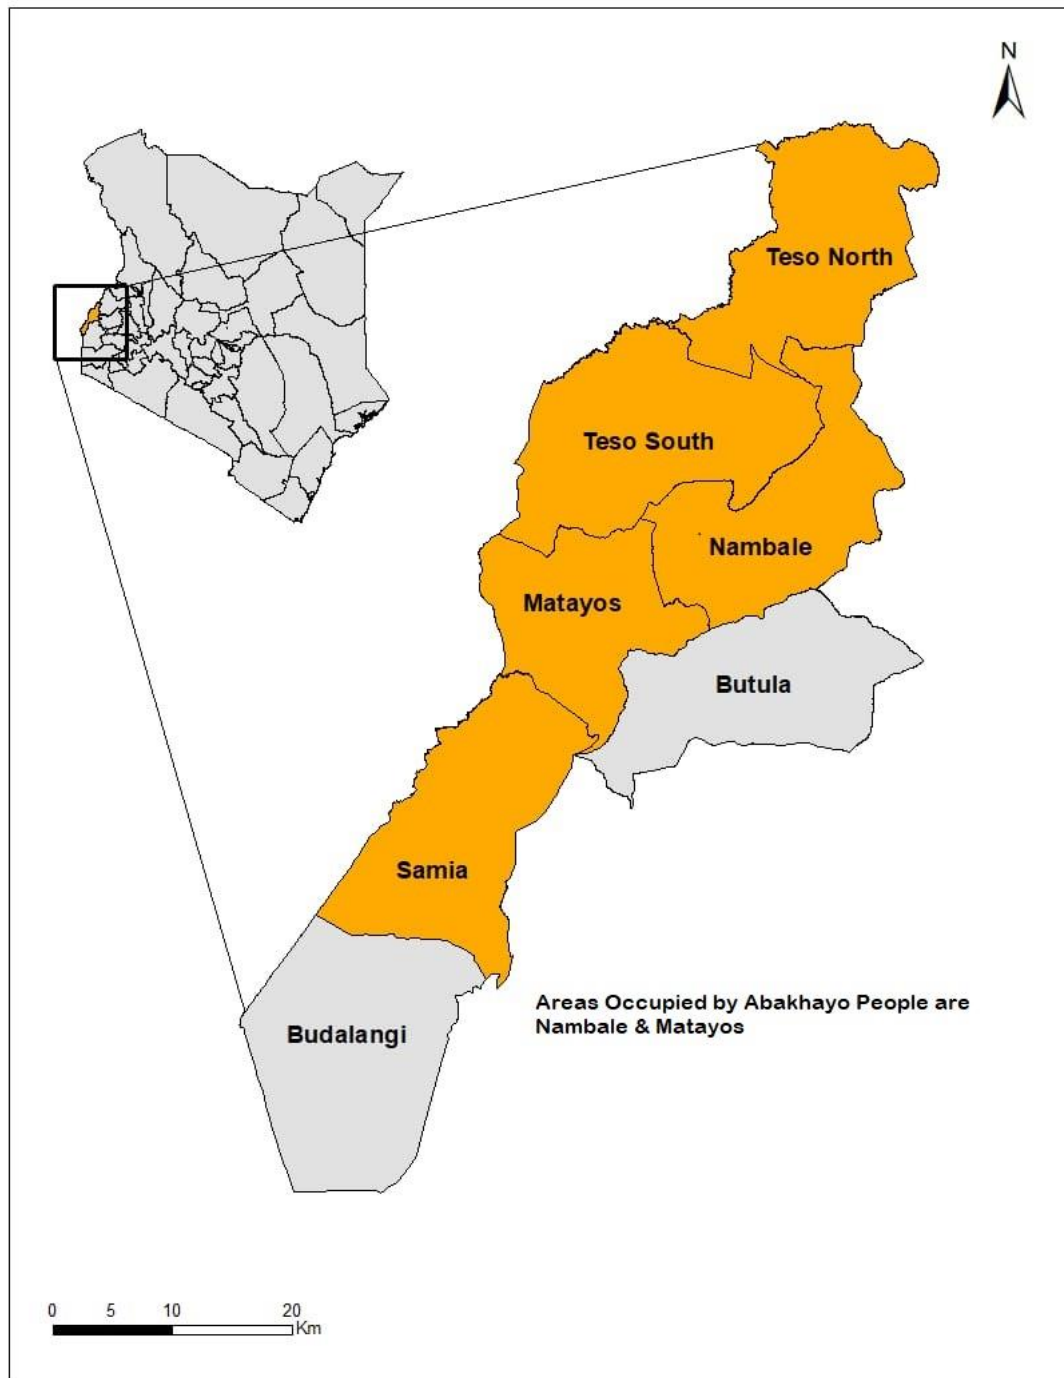 N
Teso North
Teso South
Nambale
Matayos
Butula
Samia
Areas Occupied by Abakhayo People are
Nambale & Matayos
Budalangi
0 5 10 20
Km